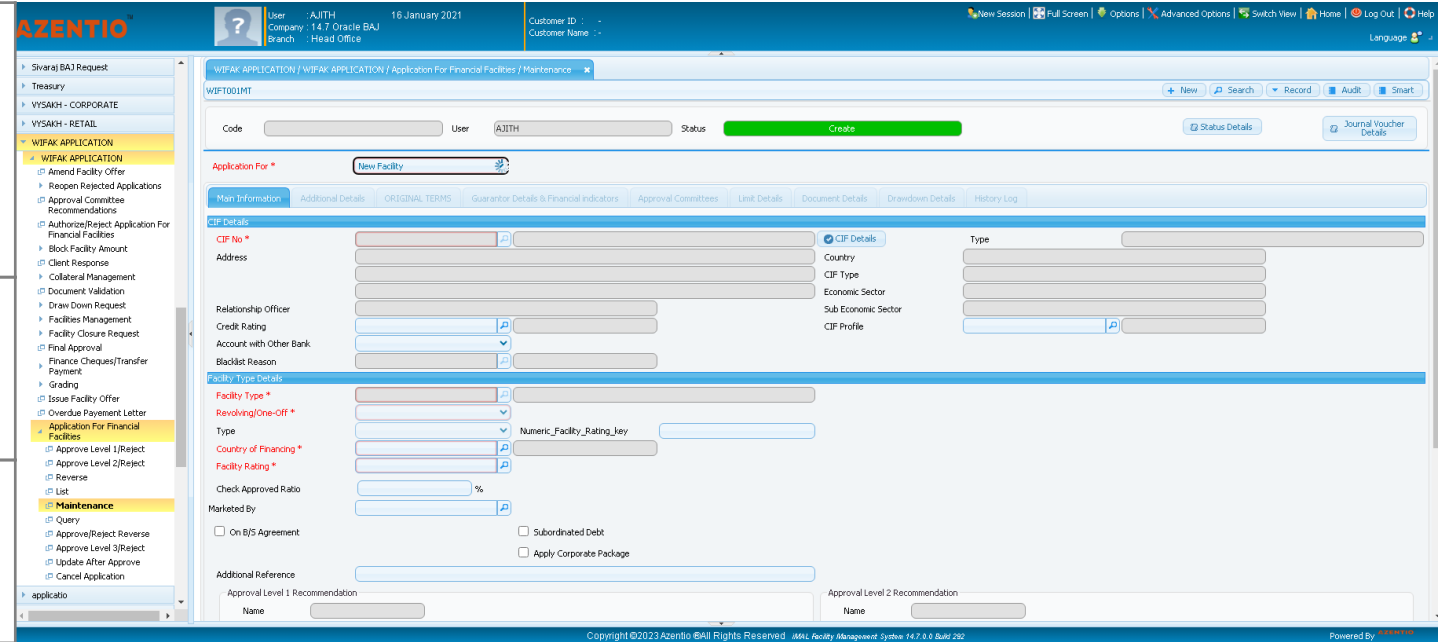 AZENTIO
User : AJITH 16 January 2021
Company : 14.7 Oracle BAJ
Branch : Head Office
Customer ID : -
Customer Name : -
New Session | Full Screen | Options | Advanced Options | Switch View | Home | Log Out | Help
Language
Sivaraj BAJ Request
Treasury
VYSAKH - CORPORATE
VYSAKH - RETAIL
WIFAK APPLICATION
WIFAK APPLICATION
Amend Facility Offer
Reopen Rejected Applications
Approval Committee
Recommendations
Authorize/Reject Application For
Financial Facilities
Block Facility Amount
Client Response
Collateral Management
Document Validation
Draw Down Request
Facilities Management
Facility Closure Request
Final Approval
Finance Cheques/Transfer
Payment
Grading
Issue Facility Offer
Overdue Payement Letter
Application For Financial
Facilities
Approve Level 1/Reject
Approve Level 2/Reject
Reverse
List
Maintenance
Query
Approve/Reject Reverse
Approve Level 3/Reject
Update After Approve
Cancel Application
applicatio
WIFAK APPLICATION / WIFAK APPLICATION / Application For Financial Facilities / Maintenance
WIFT001MT
New Search Record Audit Smart
Code User AJITH Status Create Status Details Journal Voucher
Details
Application For * New Facility
Main Information Additional Details ORIGINAL TERMS Guarantor Details & Financial indicators Approval Committees Limit Details Document Details Drawdown Details History Log
CIF Details
CIF No * CIF Details Type
Address Country
CIF Type
Economic Sector
Relationship Officer Sub Economic Sector
Credit Rating CIF Profile
Account with Other Bank
Blacklist Reason
Facility Type Details
Facility Type *
Revolving/One-Off *
Type Numeric_Facility_Rating_key
Country of Financing *
Facility Rating *
Check Approved Ratio %
Marketed By
On B/S Agreement Subordinated Debt
Apply Corporate Package
Additional Reference
Approval Level 1 Recommendation Approval Level 2 Recommendation
Name Name
Copyright ©2023 Azentio ®All Rights Reserved iMAL Facility Management System 14.7.0.0 Build 292 Powered By AZENTIO